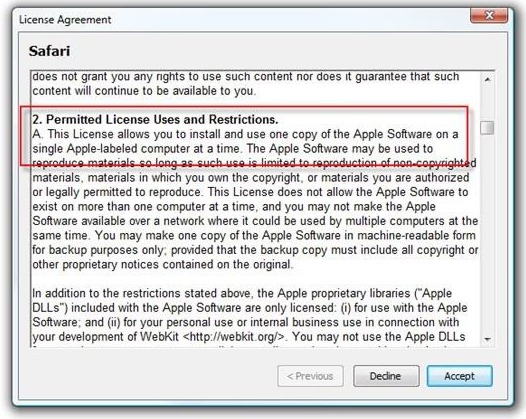 License Agreement
Safari
does not grant you any rights to use such content nor does it guarantee that such
content will continue to be available to you.
2. Permitted License Uses and Restrictions.
A. This License allows you to install and use one copy of the Apple Software on a
single Apple-labeled computer at a time. The Apple Software may be used to
reproduce materials so long as such use is limited to reproduction of non-copyrighted
materials, materials in which you own the copyright, or materials you are authorized
or legally permitted to reproduce. This License does not allow the Apple Software to
exist on more than one computer at a time, and you may not make the Apple
Software available over a network where it could be used by multiple computers at the
same time. You may make one copy of the Apple Software in machine-readable form
for backup purposes only; provided that the backup copy must include all copyright or
other proprietary notices contained on the original.
In addition to the restrictions stated above, the Apple proprietary libraries ("Apple
DLLs") included with the Apple Software are only licensed: (i) for use with the Apple
Software; and (ii) for your personal use or internal business use in connection with
your development of WebKit <http://webkit.org/>. You may not use the Apple DLLs
< Previous
Decline
Accept